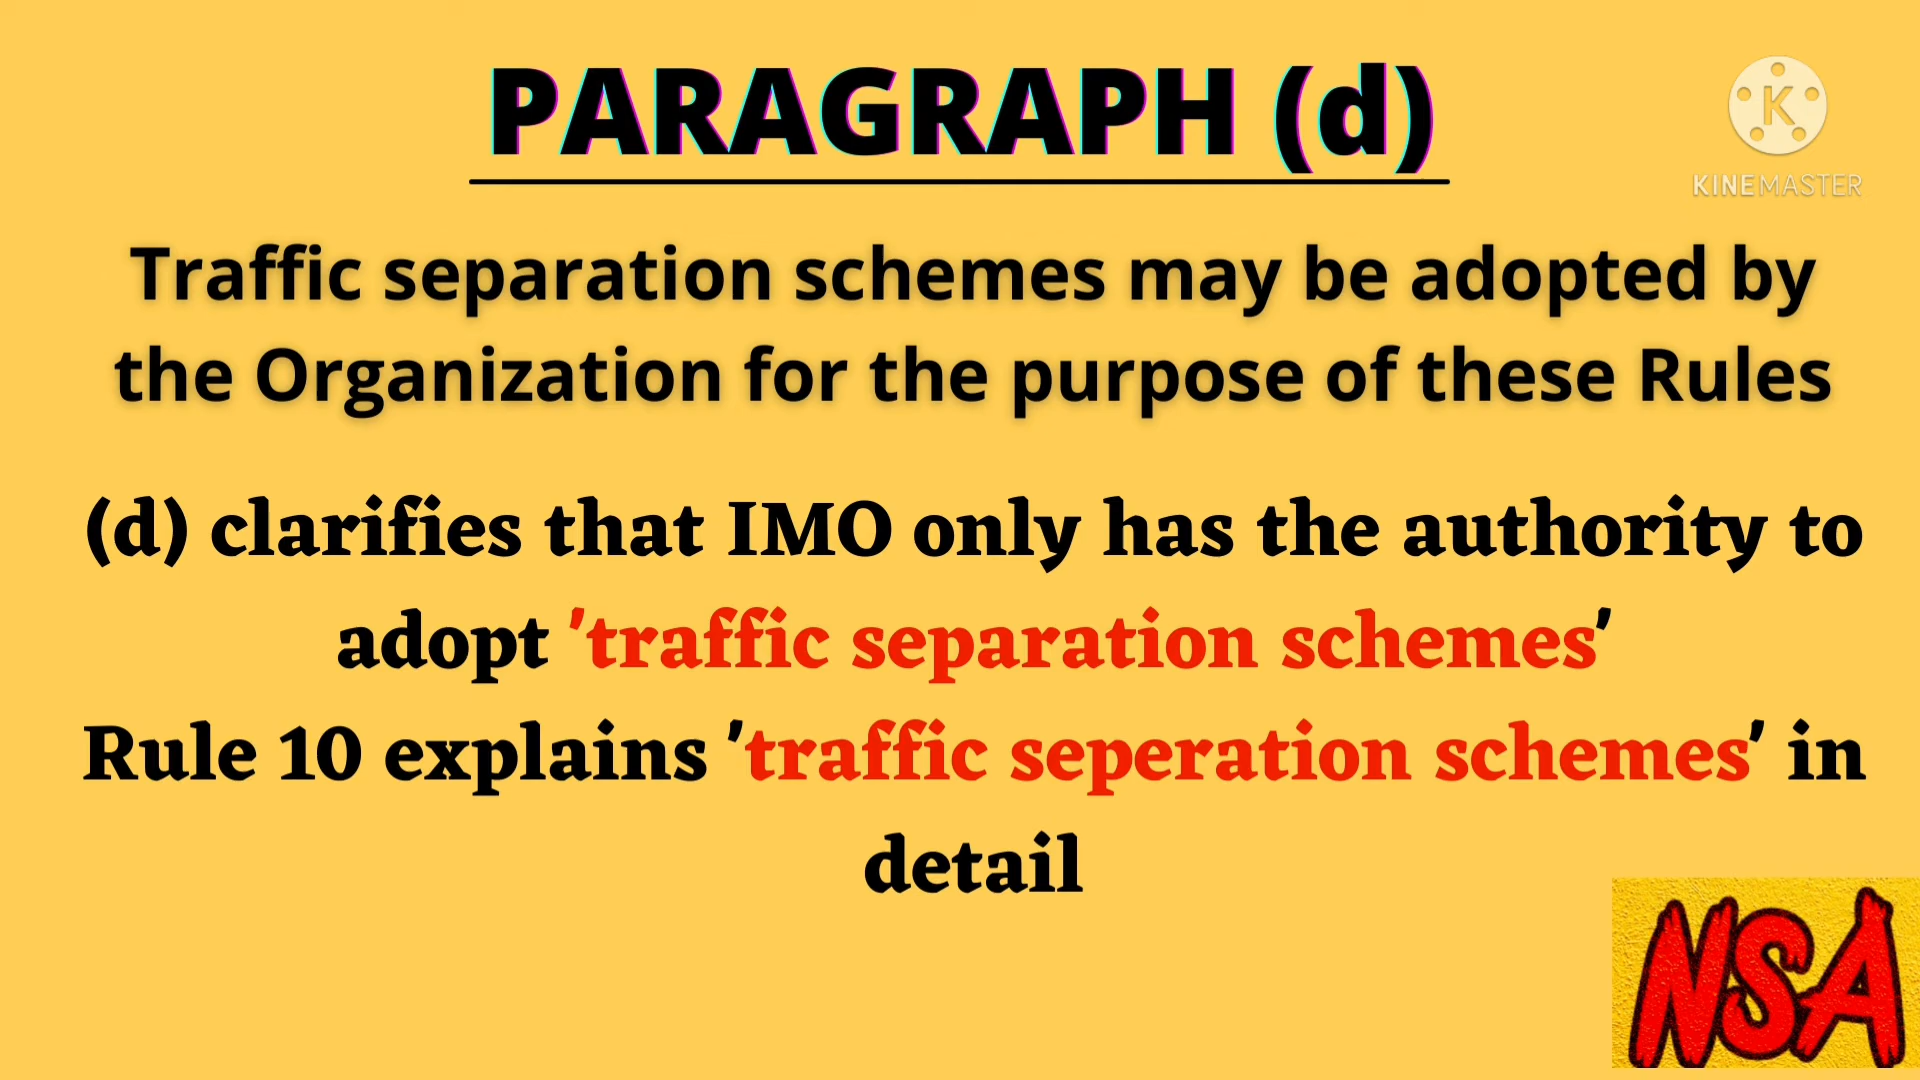 PARAGRAPH (d)
K
KINEMASTER
Traffic separation schemes may be adopted by
the Organization for the purpose of these Rules
(d) clarifies that IMO only has the authority to
adopt 'traffic separation schemes'
Rule 10 explains 'traffic seperation schemes' in
detail
NSA